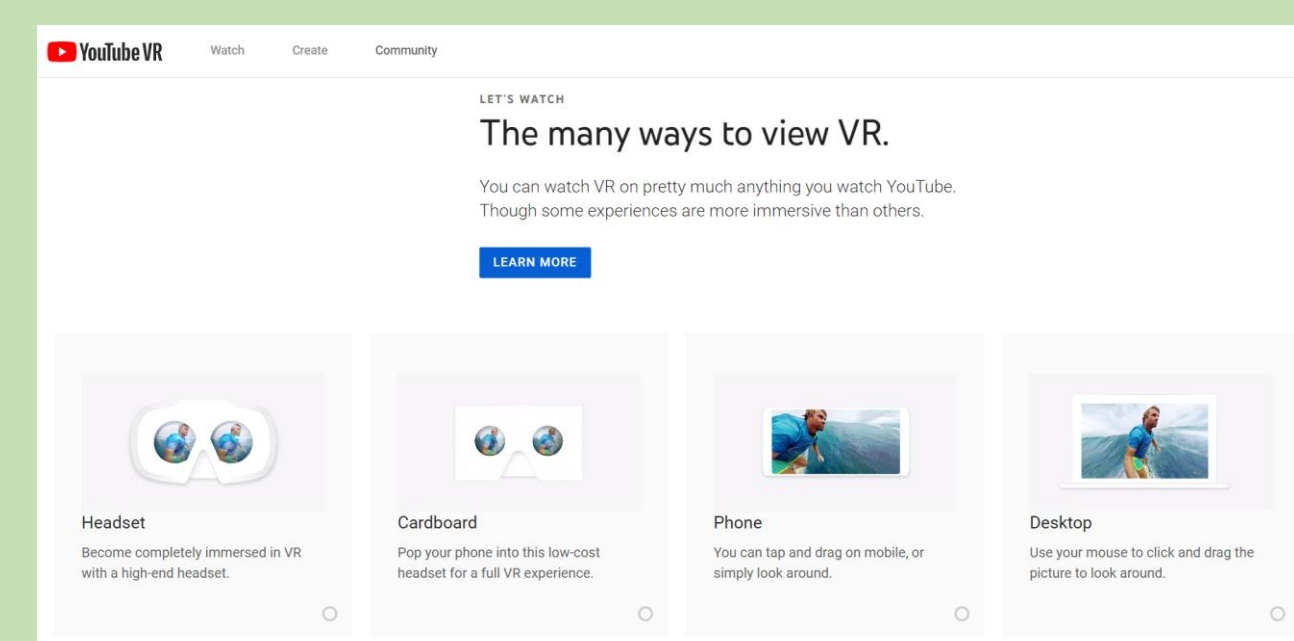 YouTube VR Watch Create Community
LET'S WATCH
The many ways to view VR.
You can watch VR on pretty much anything you watch YouTube.
Though some experiences are more immersive than others.
LEARN MORE
Headset
Become completely immersed in VR
with a high-end headset.
Cardboard
Pop your phone into this low-cost
headset for a full VR experience.
Phone
You can tap and drag on mobile, or
simply look around.
Desktop
Use your mouse to click and drag the
picture to look around.